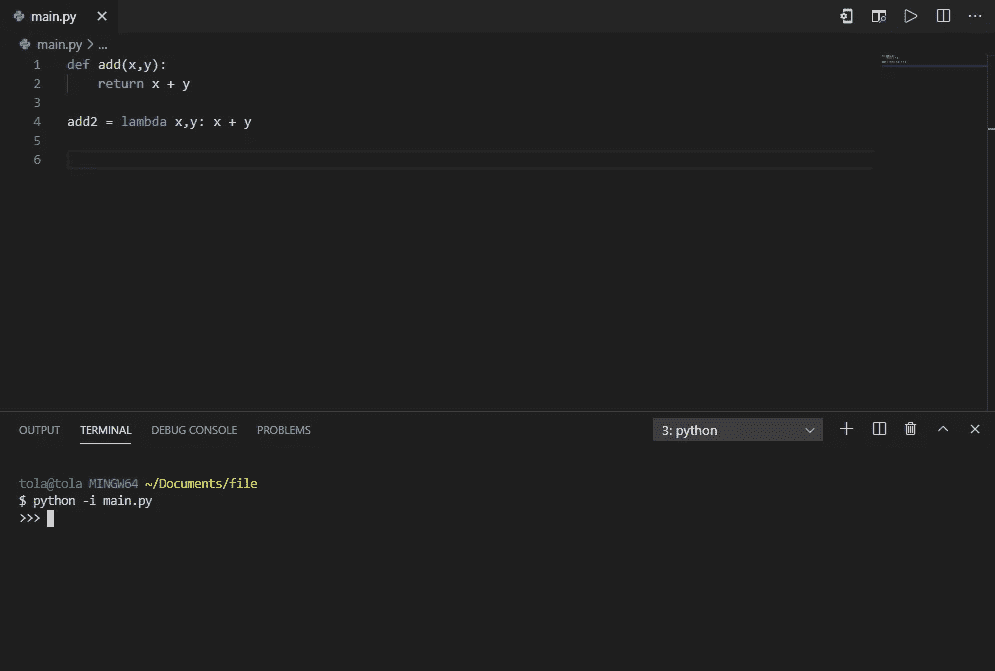 main.py
main.py > ...
1 def add(x,y):
2     return x + y
3
4 add2 = lambda x,y: x + y
5
6
OUTPUT TERMINAL DEBUG CONSOLE PROBLEMS 3: python
tola@tola MINGW64 ~/Documents/file
$ python -i main.py
>>>